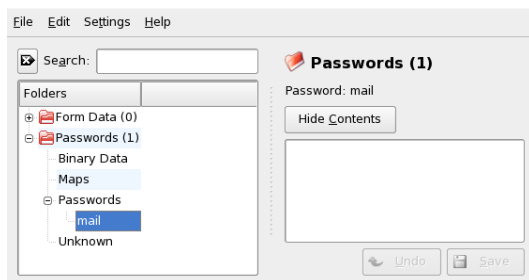 File Edit Settings Help
Search:
Folders
Form Data (0)
Passwords (1)
Binary Data
Maps
Passwords
mail
Unknown
Passwords (1)
Password: mail
Hide Contents
Undo Save